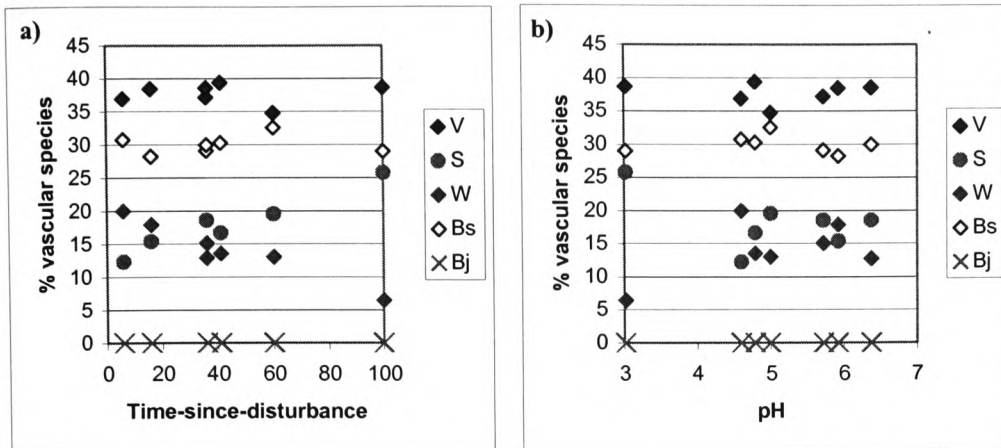 a)
45
40
35
30
25
20
15
10
5
0
% vascular species
0 20 40 60 80 100
Time-since-disturbance
V
S
W
Bs
Bj
b)
45
40
35
30
25
20
15
10
5
0
% vascular species
3 4 5 6 7
pH
V
S
W
Bs
Bj